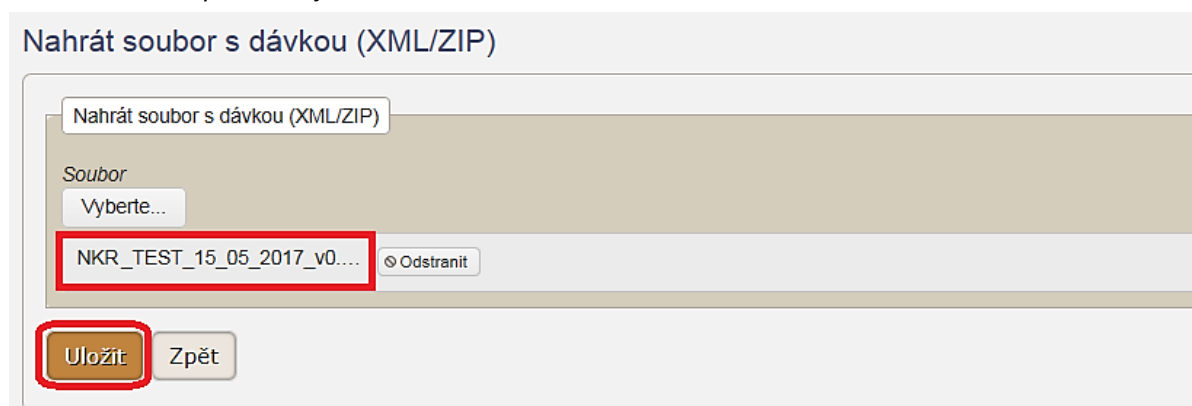 Nahrát soubor s dávkou (XML/ZIP)
Nahrát soubor s dávkou (XML/ZIP)
Soubor
Vyberte...
NKR_TEST_15_05_2017_v0.... Odstranit
Uložit Zpět